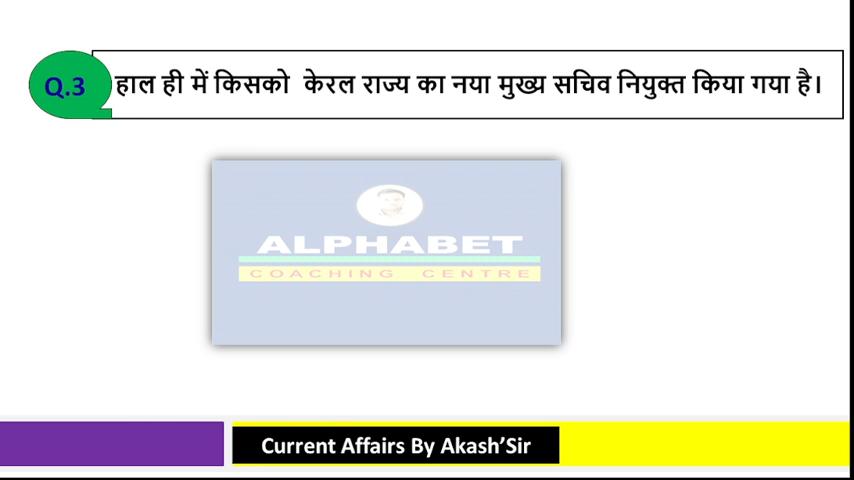 Q.3
हाल ही में किसको केरल राज्य का नया मुख्य सचिव नियुक्त किया गया है।
ALPHABET
COACHING CENTRE
Current Affairs By Akash’Sir